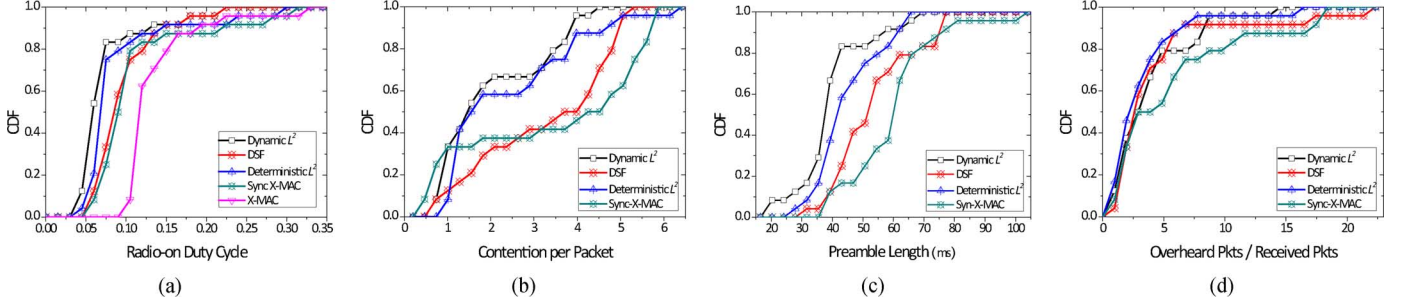 CDF
1.0
0.8
0.6
0.4
0.2
0.0
Dynamic L²
DSF
Deterministic L²
Sync X-MAC
X-MAC
0.00 0.05 0.10 0.15 0.20 0.25 0.30 0.35
Radio-on Duty Cycle
(a)
CDF
1.0
0.8
0.6
0.4
0.2
0.0
Dynamic L²
DSF
Deterministic L²
Sync-X-MAC
0 1 2 3 4 5 6
Contention per Packet
(b)
CDF
1.0
0.8
0.6
0.4
0.2
0.0
Dynamic L²
DSF
Deterministic L²
Syn-X-MAC
20 30 40 50 60 70 80 90 100
Preamble Length (ms)
(c)
CDF
1.0
0.8
0.6
0.4
0.2
0.0
Dynamic L²
DSF
Deterministic L²
Sync-X-MAC
0 5 10 15 20
Overheard Pkts / Received Pkts
(d)